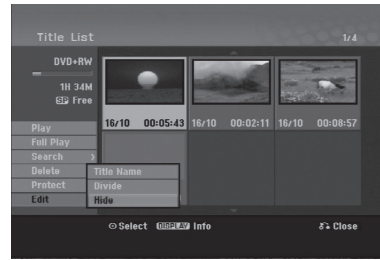 Title List 1/4
DVD+RW
1H 34M
SP Free
16/10 00:05:43 16/10 00:02:11 16/10 00:08:57
Play
Full Play
Search
Delete
Protect
Edit
Title Name
Divide
Hide
Select DISPLAY Info Close